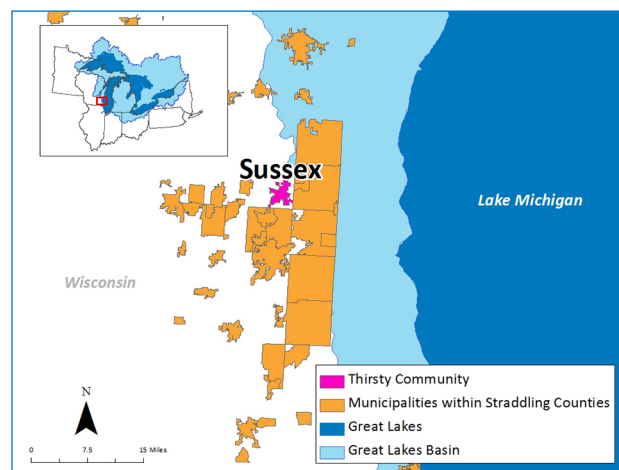 Sussex
Lake Michigan
Wisconsin
Thirsty Community
Municipalities within Straddling Counties
Great Lakes
Great Lakes Basin
N
0 7.5 15 Miles